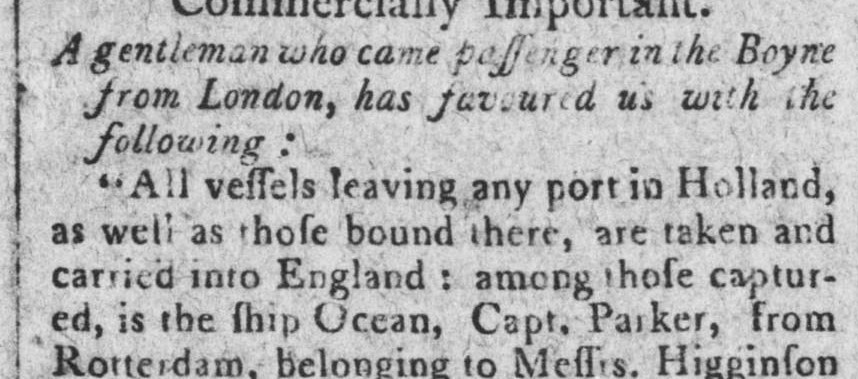 Commercially Important.
A gentleman who came paſſenger in the Boyne
from London, has favoured us with the
following :
"All veſſels leaving any port in Holland,
as well as thoſe bound there, are taken and
carried into England : among thoſe captur-
ed, is the ſhip Ocean, Capt. Parker, from
Rotterdam, belonging to Meſſrs. Higginſon